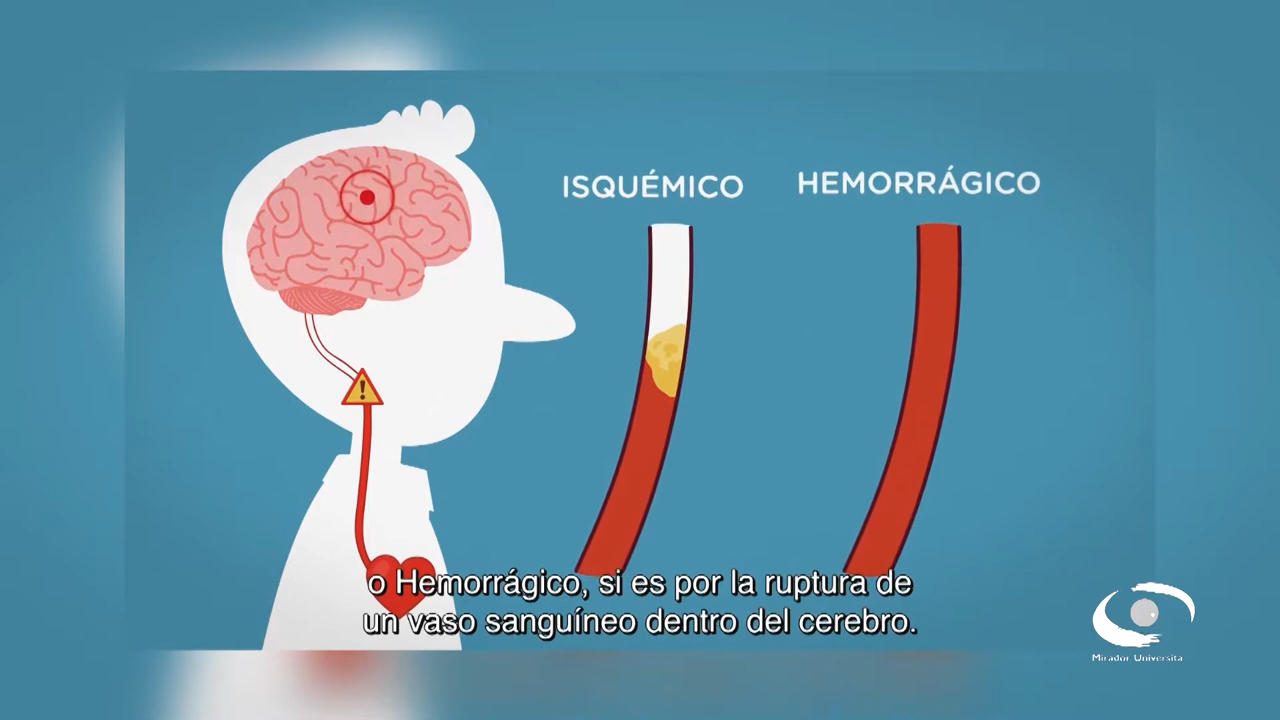 ISQUÉMICO
HEMORRÁGICO
!
o Hemorrágico, si es por la ruptura de
un vaso sanguíneo dentro del cerebro.
Mirador Universita